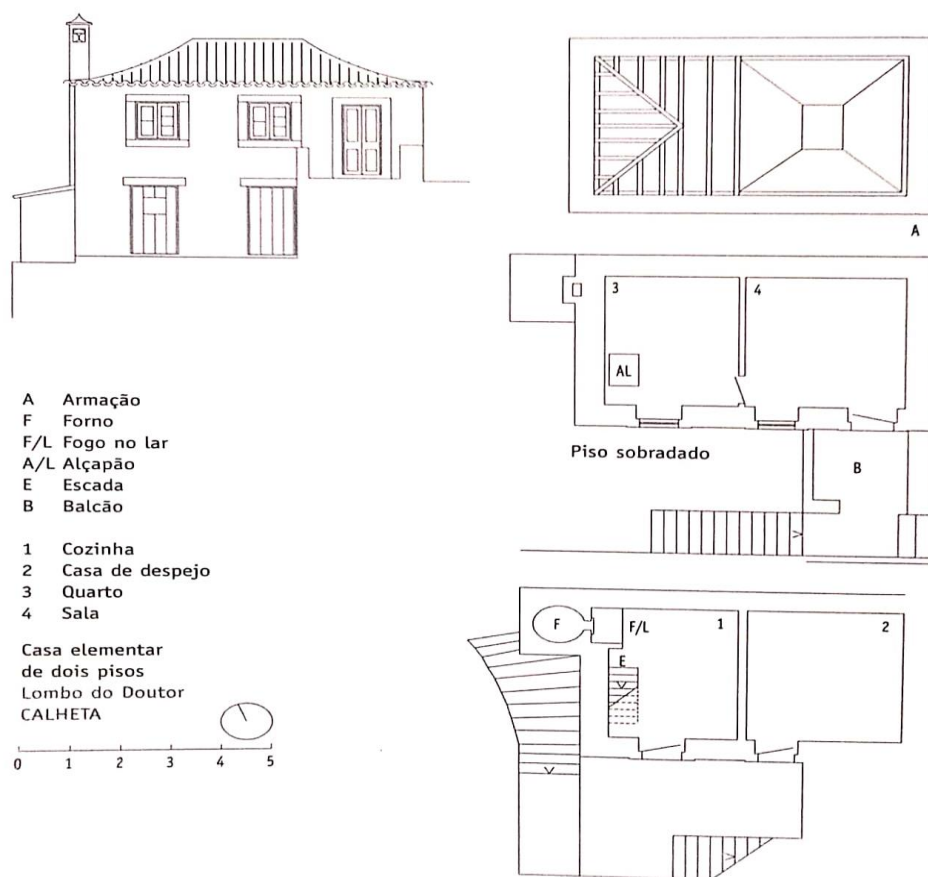 A Armação
F Forno
F/L Fogo no lar
A/L Alçapão
E Escada
B Balcão
1 Cozinha
2 Casa de despejo
3 Quarto
4 Sala
Casa elementar
de dois pisos
Lombo do Doutor
CALHETA
0 1 2 3 4 5
A
3 4
AL
Piso sobradado
B
F F/L 1 2
E